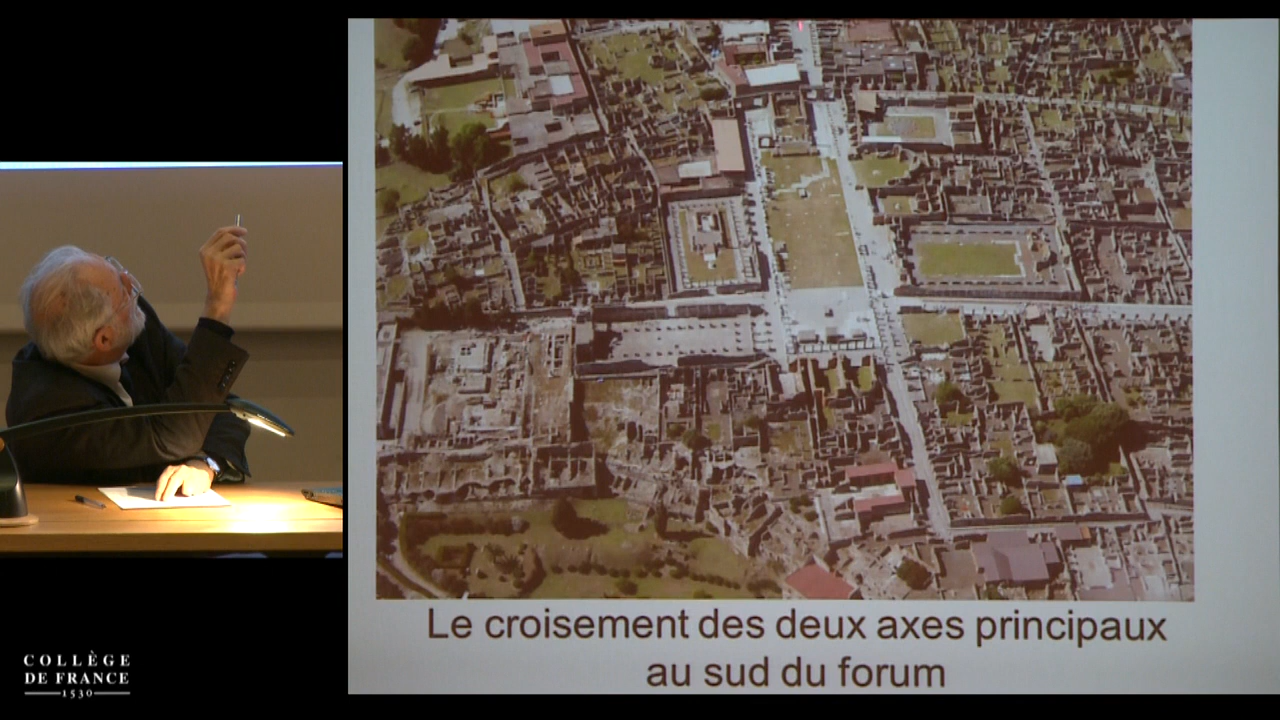 COLLÈGE
DE FRANCE
1530
Le croisement des deux axes principaux
au sud du forum